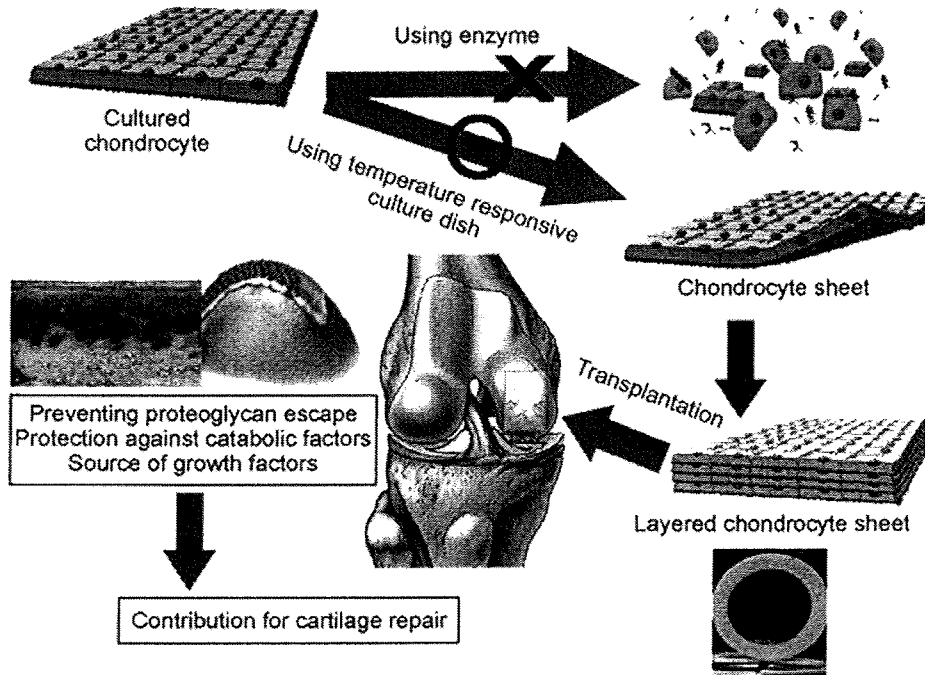 Using enzyme
Cultured
chondrocyte
Using temperature responsive
culture dish
Chondrocyte sheet
Transplantation
Preventing proteoglycan escape
Protection against catabolic factors
Source of growth factors
Layered chondrocyte sheet
Contribution for cartilage repair